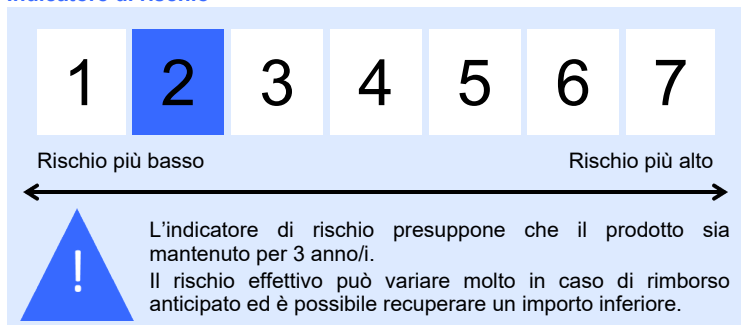 1 2 3 4 5 6 7
Rischio più basso Rischio più alto
!
L'indicatore di rischio presuppone che il prodotto sia
mantenuto per 3 anno/i.
Il rischio effettivo può variare molto in caso di rimborso
anticipato ed è possibile recuperare un importo inferiore.